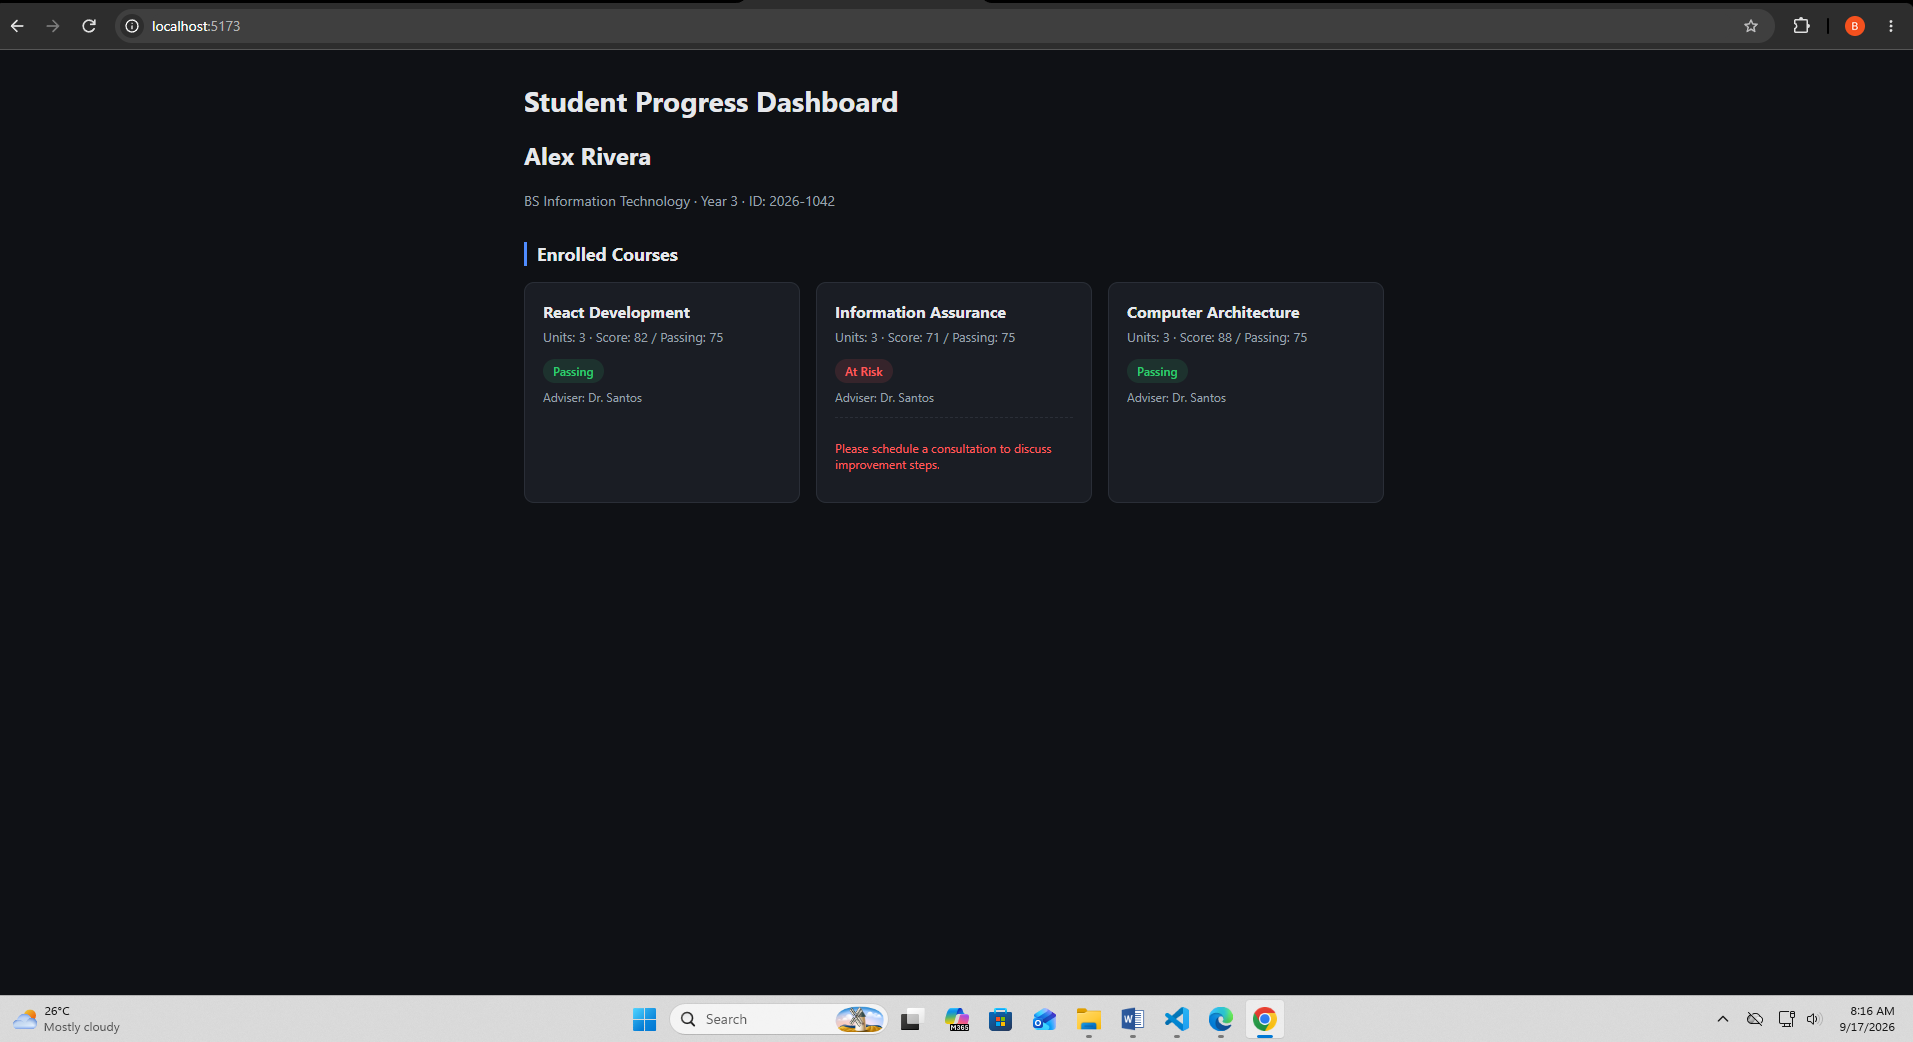 localhost:5173
B
Student Progress Dashboard
Alex Rivera
BS Information Technology · Year 3 · ID: 2026-1042
Enrolled Courses
React Development
Units: 3 · Score: 82 / Passing: 75
Passing
Adviser: Dr. Santos
Information Assurance
Units: 3 · Score: 71 / Passing: 75
At Risk
Adviser: Dr. Santos
Please schedule a consultation to discuss
improvement steps.
Computer Architecture
Units: 3 · Score: 88 / Passing: 75
Passing
Adviser: Dr. Santos
26°C
Mostly cloudy
Search
M365
8:16 AM
9/17/2026